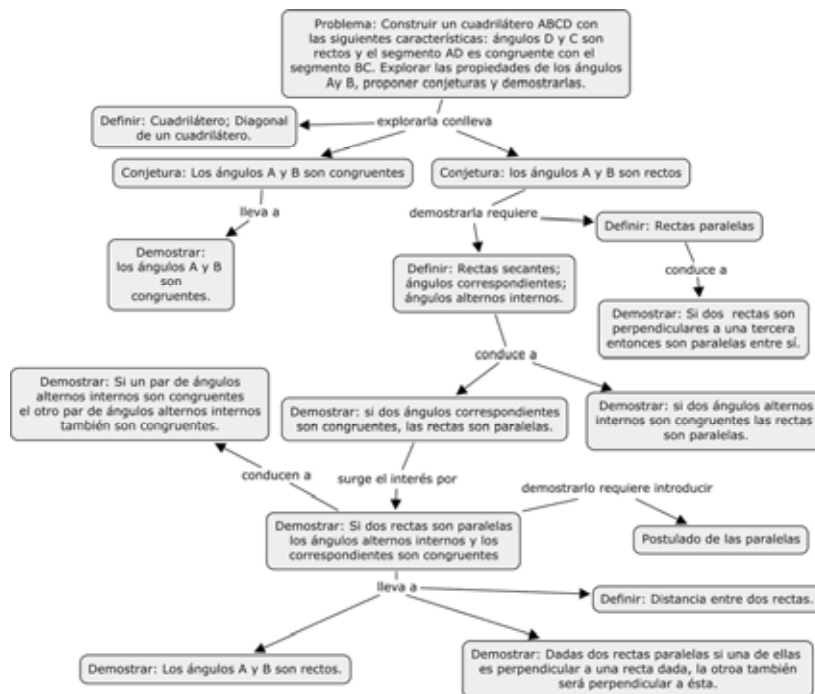 Problema: Construir un cuadrilátero ABCD con
las siguientes características: ángulos D y C son
rectos y el segmento AD es congruente con el
segmento BC. Explorar las propiedades de los ángulos
Ay B, proponer conjeturas y demostrarlas.
Definir: Cuadrilátero; Diagonal
de un cuadrilátero.
explorarla conlleva
Conjetura: Los ángulos A y B son congruentes
Conjetura: los ángulos A y B son rectos
lleva a
demostrarla requiere
Definir: Rectas paralelas
Demostrar:
los ángulos A y B
son
congruentes.
Definir: Rectas secantes;
ángulos correspondientes;
ángulos alternos internos.
conduce a
Demostrar: Si dos rectas son
perpendiculares a una tercera
entonces son paralelas entre sí.
conduce a
Demostrar: Si un par de ángulos
alternos internos son congruentes
el otro par de ángulos alternos internos
también son congruentes.
Demostrar: si dos ángulos correspondientes
son congruentes, las rectas son paralelas.
Demostrar: si dos ángulos alternos
internos son congruentes las rectas
son paralelas.
conducen a
surge el interés por
demostrarlo requiere introducir
Demostrar: Si dos rectas son paralelas
los ángulos alternos internos y los
correspondientes son congruentes
Postulado de las paralelas
lleva a
Definir: Distancia entre dos rectas.
Demostrar: Los ángulos A y B son rectos.
Demostrar: Dadas dos rectas paralelas si una de ellas
es perpendicular a una recta dada, la otroa también
será perpendicular a ésta.